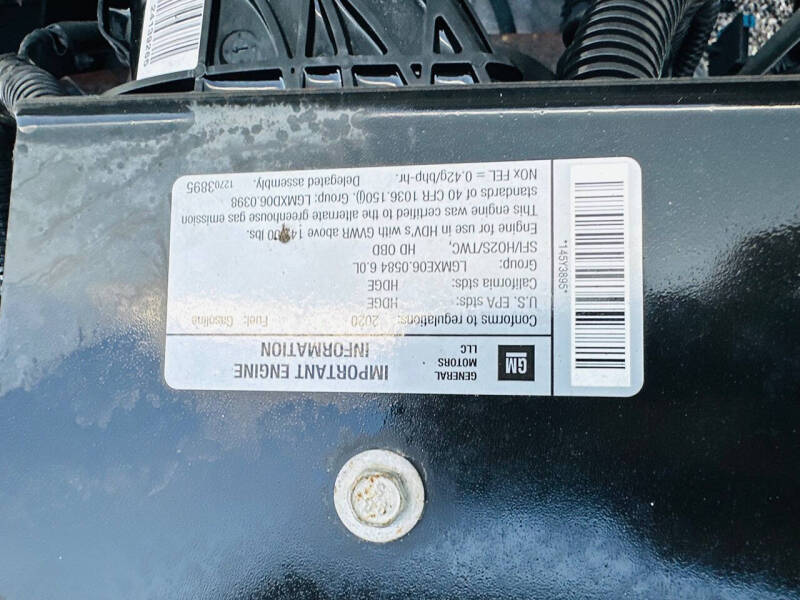 GM
GENERAL
MOTORS
LLC
IMPORTANT ENGINE
INFORMATION
Conforms to regulations: 2020 Fuel: Gasoline
U.S. EPA stds: HDGE
California stds: HDGE
Group: LGMXE06.0584 6.0L
SFI/HO2S/TWC, HD OBD
Engine for use in HDV's with GVWR above lbs.
This engine was certified to the alternate greenhouse gas emission
standards of 40 CFR 1036.150(j), Group: LGMXD06.0398
NOx FEL = 0.42g/bhp-hr. Delegated assembly. 12703895
*145Y3895*